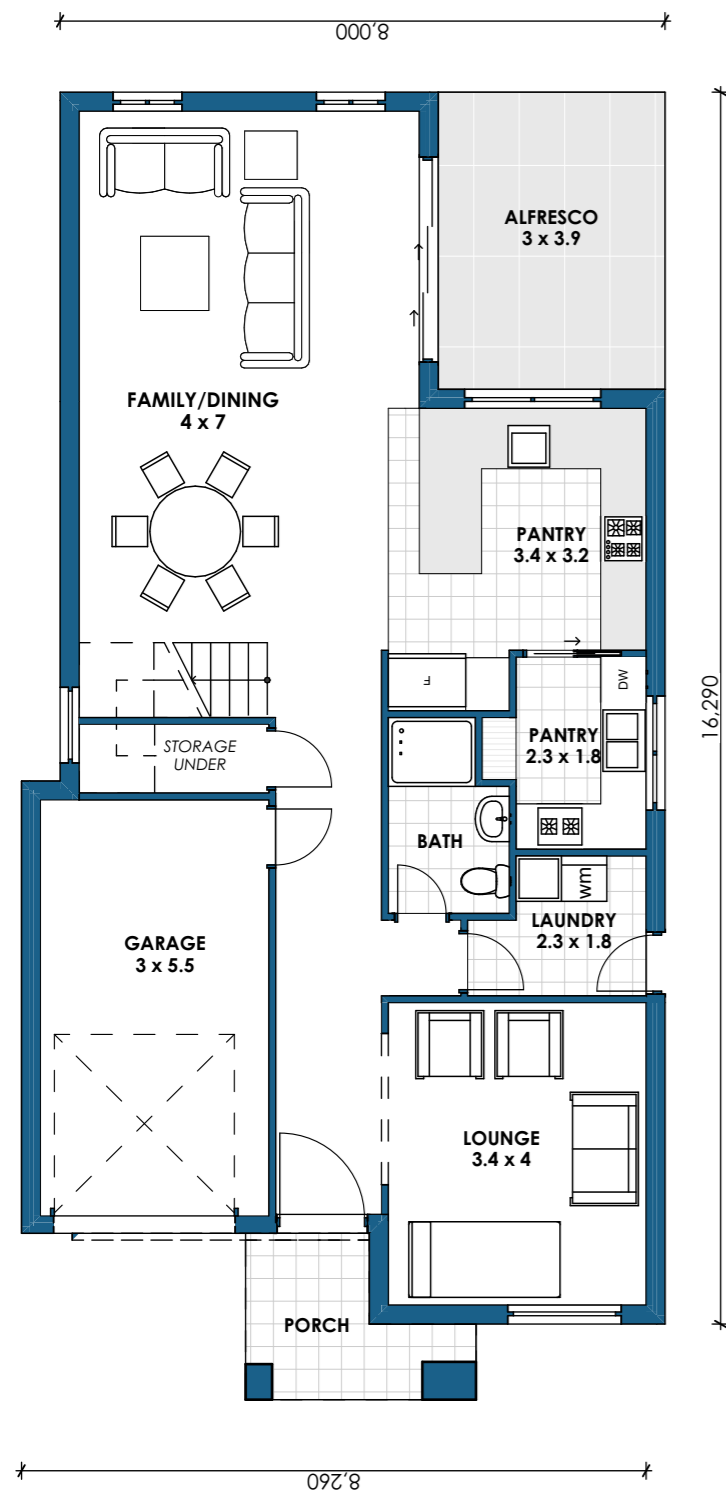 8,000
ALFRESCO
3 x 3.9
FAMILY/DINING
4 x 7
PANTRY
3.4 x 3.2
16,290
F
DW
STORAGE
UNDER
PANTRY
2.3 x 1.8
BATH
wm
LAUNDRY
2.3 x 1.8
GARAGE
3 x 5.5
LOUNGE
3.4 x 4
PORCH
8,260